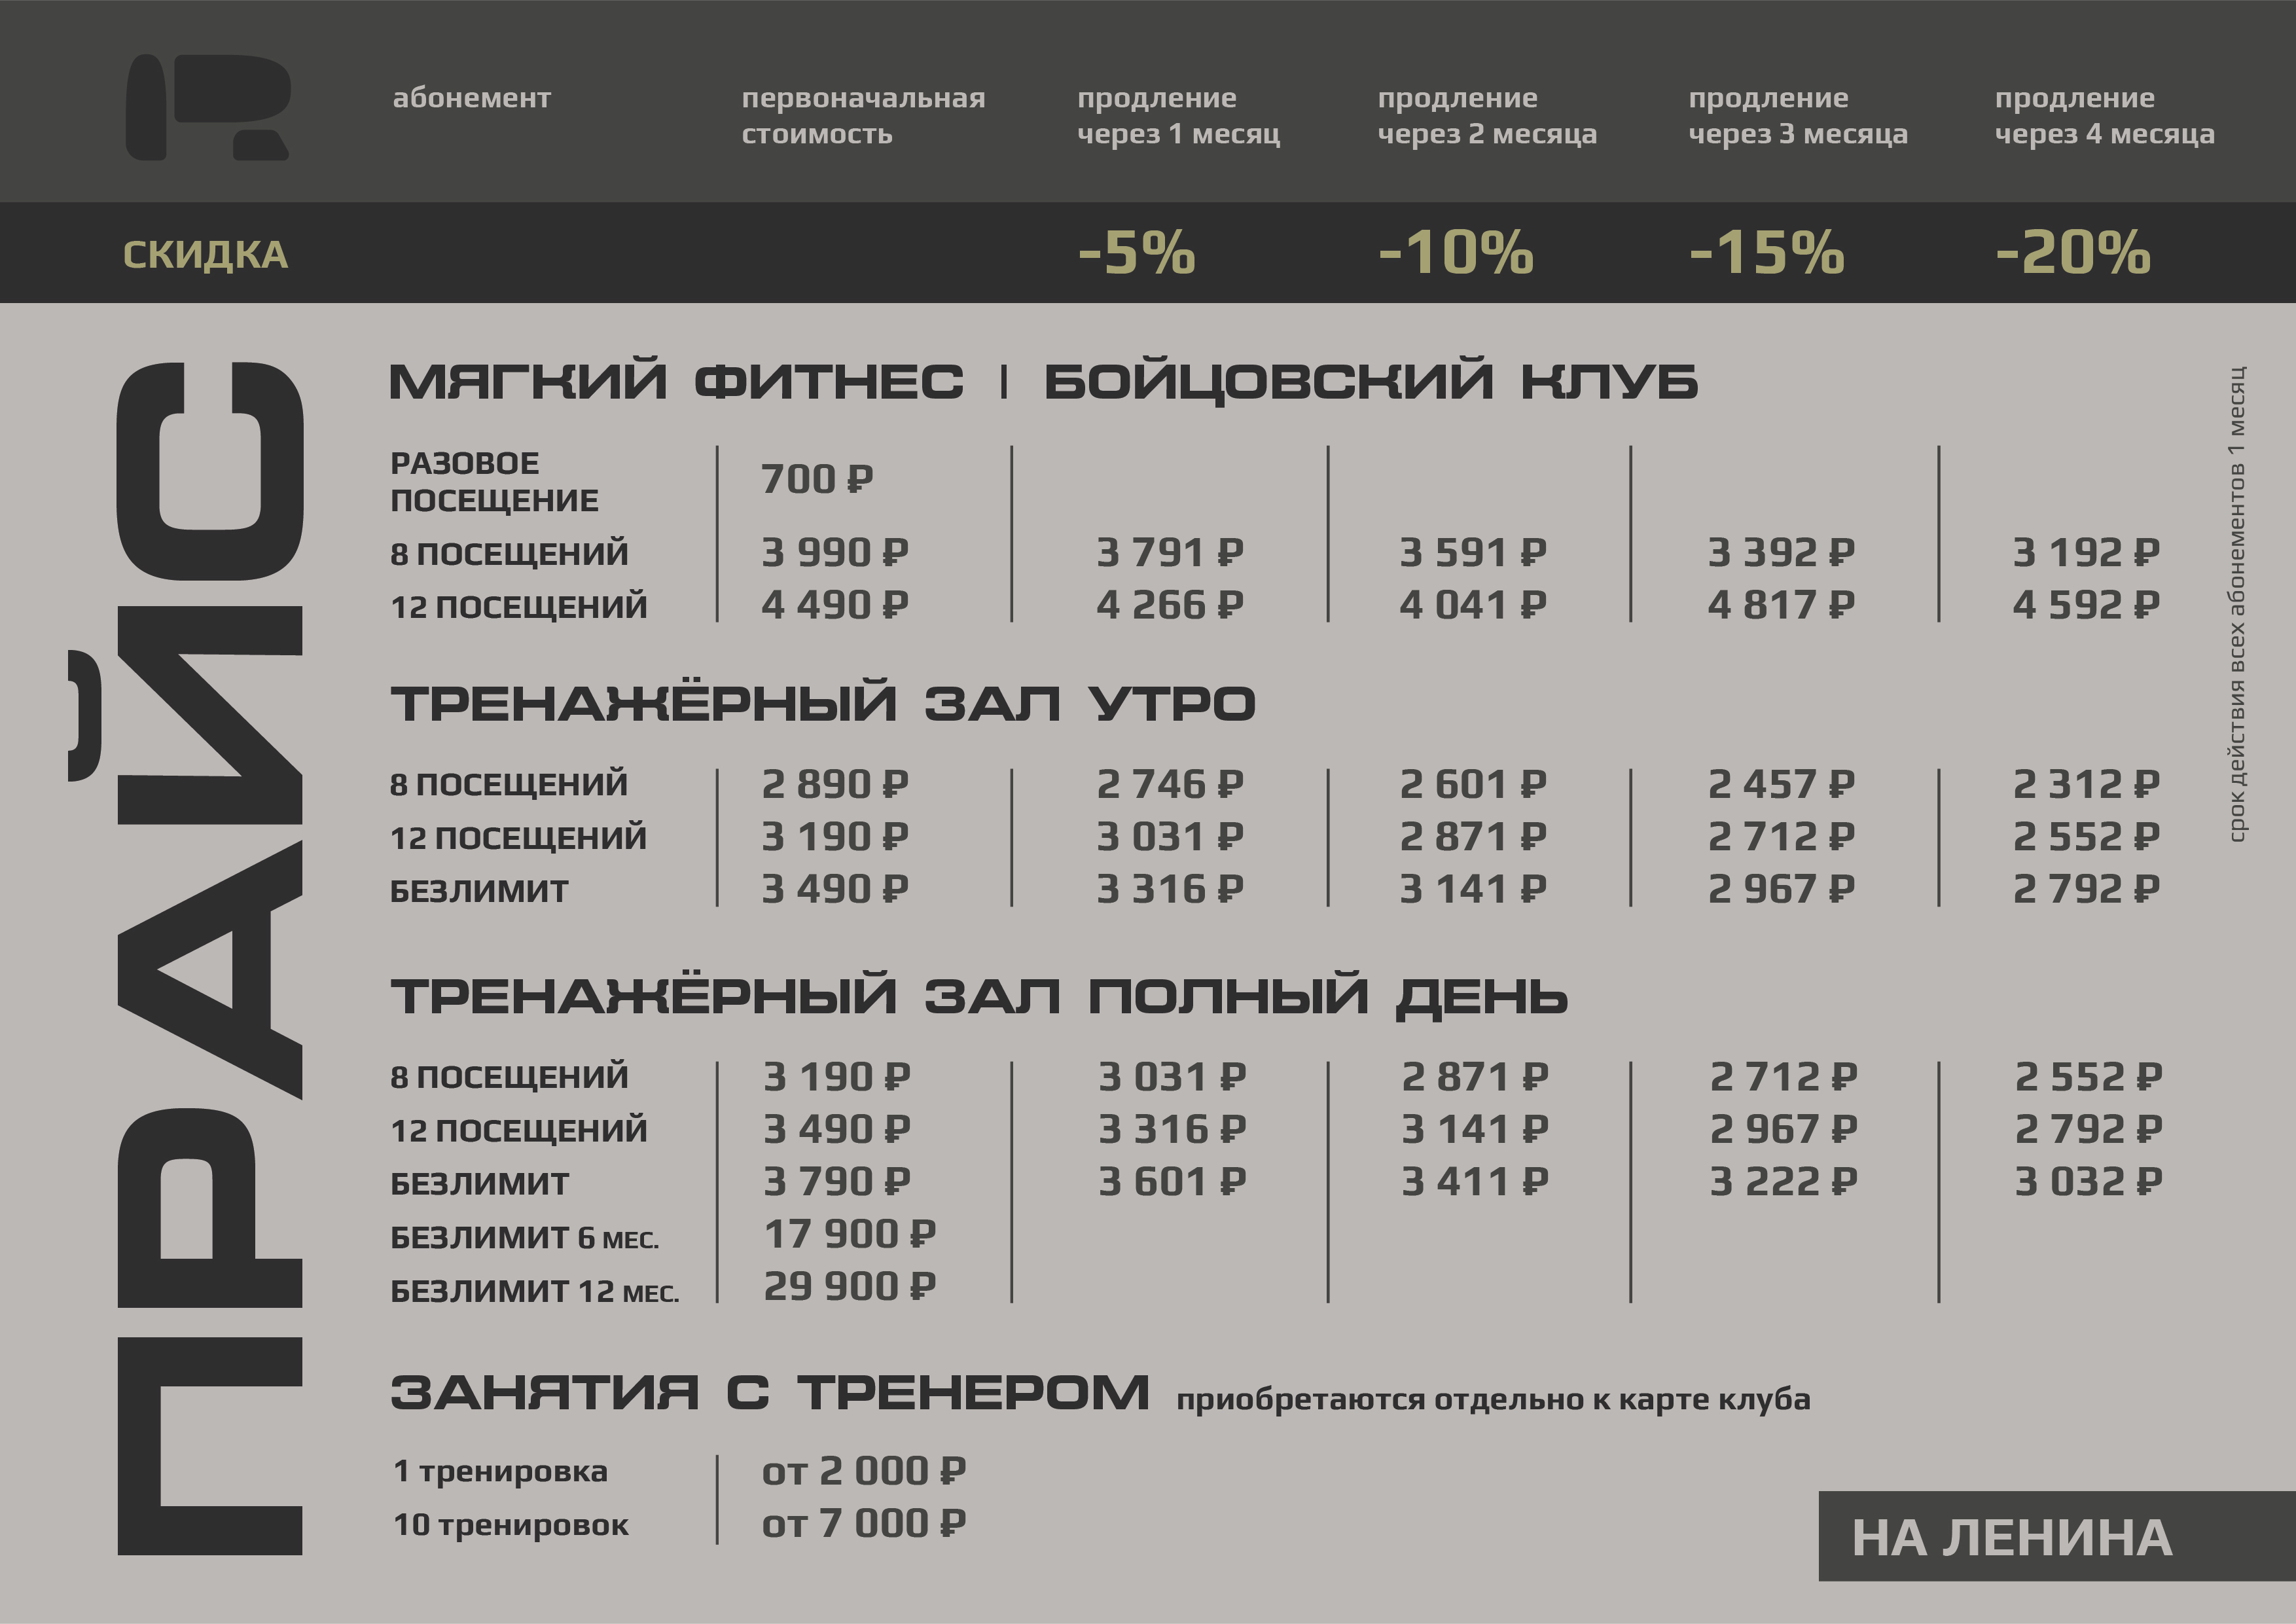 абонемент
первоначальная
стоимость
продление
через 1 месяц
продление
через 2 месяца
продление
через 3 месяца
продление
через 4 месяца
СКИДКА -5% -10% -15% -20%
ПРАЙС
МЯГКИЙ ФИТНЕС | БОЙЦОВСКИЙ КЛУБ
РАЗОВОЕ
ПОСЕЩЕНИЕ 700 ₽
8 ПОСЕЩЕНИЙ 3 990 ₽ 3 791 ₽ 3 591 ₽ 3 392 ₽ 3 192 ₽
12 ПОСЕЩЕНИЙ 4 490 ₽ 4 266 ₽ 4 041 ₽ 4 817 ₽ 4 592 ₽
срок действия всех абонементов 1 месяц
ТРЕНАЖЁРНЫЙ ЗАЛ УТРО
8 ПОСЕЩЕНИЙ 2 890 ₽ 2 746 ₽ 2 601 ₽ 2 457 ₽ 2 312 ₽
12 ПОСЕЩЕНИЙ 3 190 ₽ 3 031 ₽ 2 871 ₽ 2 712 ₽ 2 552 ₽
БЕЗЛИМИТ 3 490 ₽ 3 316 ₽ 3 141 ₽ 2 967 ₽ 2 792 ₽
ТРЕНАЖЁРНЫЙ ЗАЛ ПОЛНЫЙ ДЕНЬ
8 ПОСЕЩЕНИЙ 3 190 ₽ 3 031 ₽ 2 871 ₽ 2 712 ₽ 2 552 ₽
12 ПОСЕЩЕНИЙ 3 490 ₽ 3 316 ₽ 3 141 ₽ 2 967 ₽ 2 792 ₽
БЕЗЛИМИТ 3 790 ₽ 3 601 ₽ 3 411 ₽ 3 222 ₽ 3 032 ₽
БЕЗЛИМИТ 6 МЕС. 17 900 ₽
БЕЗЛИМИТ 12 МЕС. 29 900 ₽
ЗАНЯТИЯ С ТРЕНЕРОМ приобретаются отдельно к карте клуба
1 тренировка от 2 000 ₽
10 тренировок от 7 000 ₽
НА ЛЕНИНА